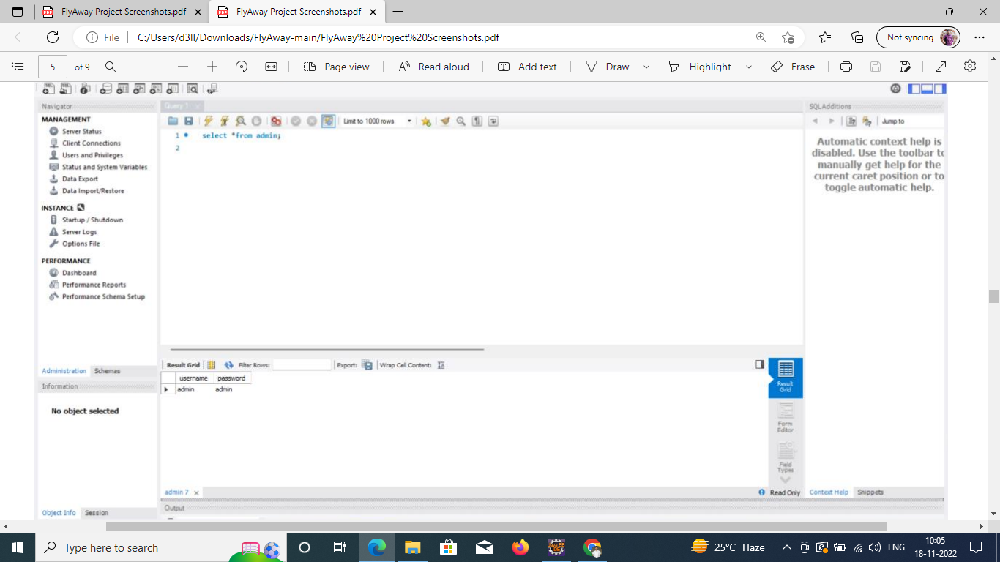 FlyAway Project Screenshots.pdf
FlyAway Project Screenshots.pdf
File C:/Users/d3ll/Downloads/FlyAway-main/FlyAway%20Project%20Screenshots.pdf
Not syncing
5 of 9
Page view
Read aloud
Add text
Draw
Highlight
Erase
Navigator
MANAGEMENT
Server Status
Client Connections
Users and Privileges
Status and System Variables
Data Export
Data Import/Restore
INSTANCE
Startup / Shutdown
Server Logs
Options File
PERFORMANCE
Dashboard
Performance Reports
Performance Schema Setup
Administration Schemas
Information
No object selected
Object Info Session
Query 1
Limit to 1000 rows
1 select *from admin;
2
Result Grid Filter Rows: Export: Wrap Cell Content:
username password
admin admin
Result
Grid
Form
Editor
Field
Types
admin 7
Read Only
Output
SQLAdditions
Jump to
Automatic context help is
disabled. Use the toolbar to
manually get help for the
current caret position or to
toggle automatic help.
Context Help Snippets
Type here to search
25°C Haze
ENG
10:05
18-11-2022